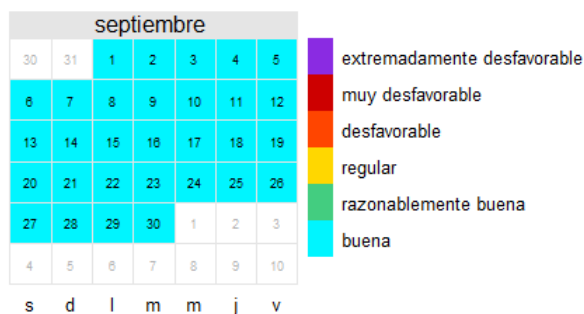 septiembre
30 31 1 2 3 4 5
6 7 8 9 10 11 12
13 14 15 16 17 18 19
20 21 22 23 24 25 26
27 28 29 30 1 2 3
4 5 6 7 8 9 10
s d l m m j v
extremadamente desfavorable
muy desfavorable
desfavorable
regular
razonablemente buena
buena